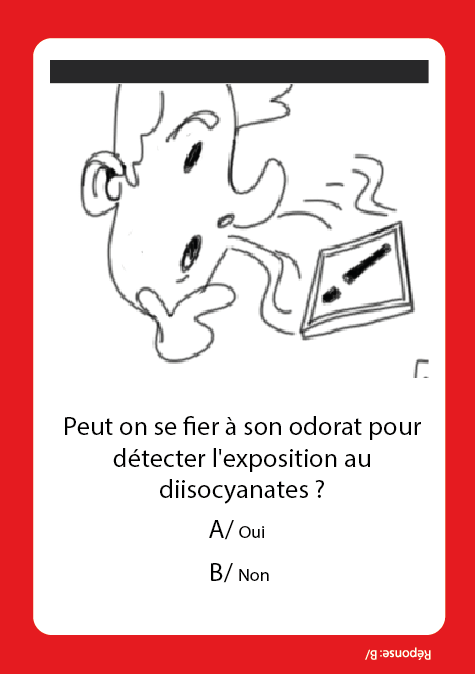 Peut on se fier à son odorat pour
détecter l'exposition au
diisocyanates ?
A/ Oui
B/ Non
Réponse: B/